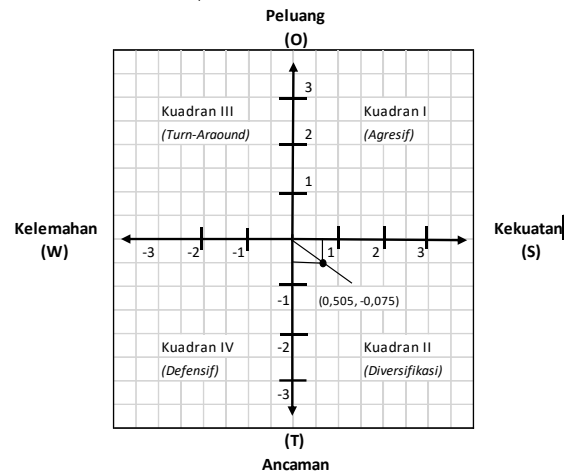 Peluang
(O)
3
Kuadran III
Kuadran I
(Turn-Araound)
(Agresif)
2
1
Kelemahan
(W)
Kekuatan
(S)
-3 -2 -1 1 2 3
-1
(0,505, -0,075)
Kuadran IV
Kuadran II
-2
(Defensif)
(Diversifikasi)
-3
(T)
Ancaman